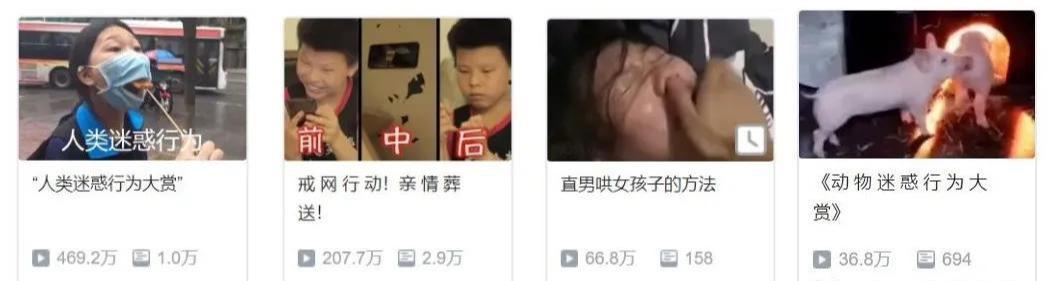 人类迷惑行为
前 中 后
“人类迷惑行为大赏”
戒网行动！亲情葬
送！
直男哄女孩子的方法
《动物迷惑行为大
赏》
469.2万 1.0万
207.7万 2.9万
66.8万 158
36.8万 694